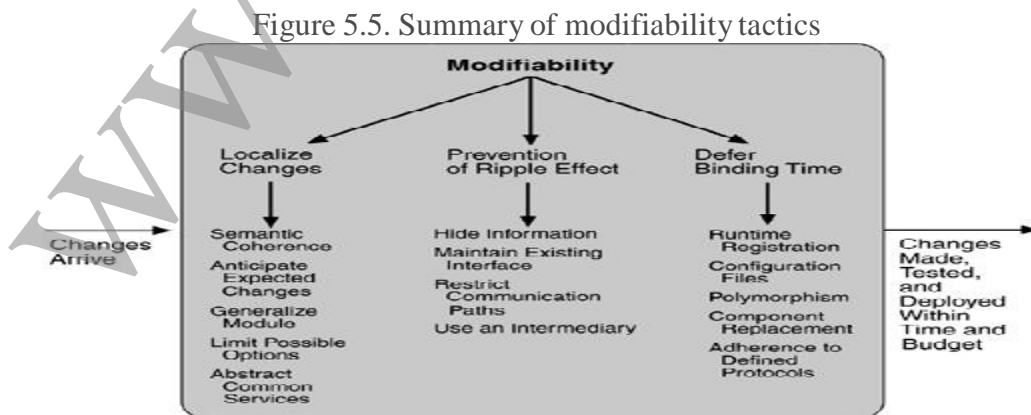 Figure 5.5. Summary of modifiability tactics
Modifiability
Localize
Changes
Prevention
of Ripple Effect
Defer
Binding Time
Changes
Arrive
Semantic
Coherence
Anticipate
Expected
Changes
Generalize
Module
Limit Possible
Options
Abstract
Common
Services
Hide Information
Maintain Existing
Interface
Restrict
Communication
Paths
Use an Intermediary
Runtime
Registration
Configuration
Files
Polymorphism
Component
Replacement
Adherence to
Defined
Protocols
Changes
Made,
Tested,
and
Deployed
Within
Time and
Budget